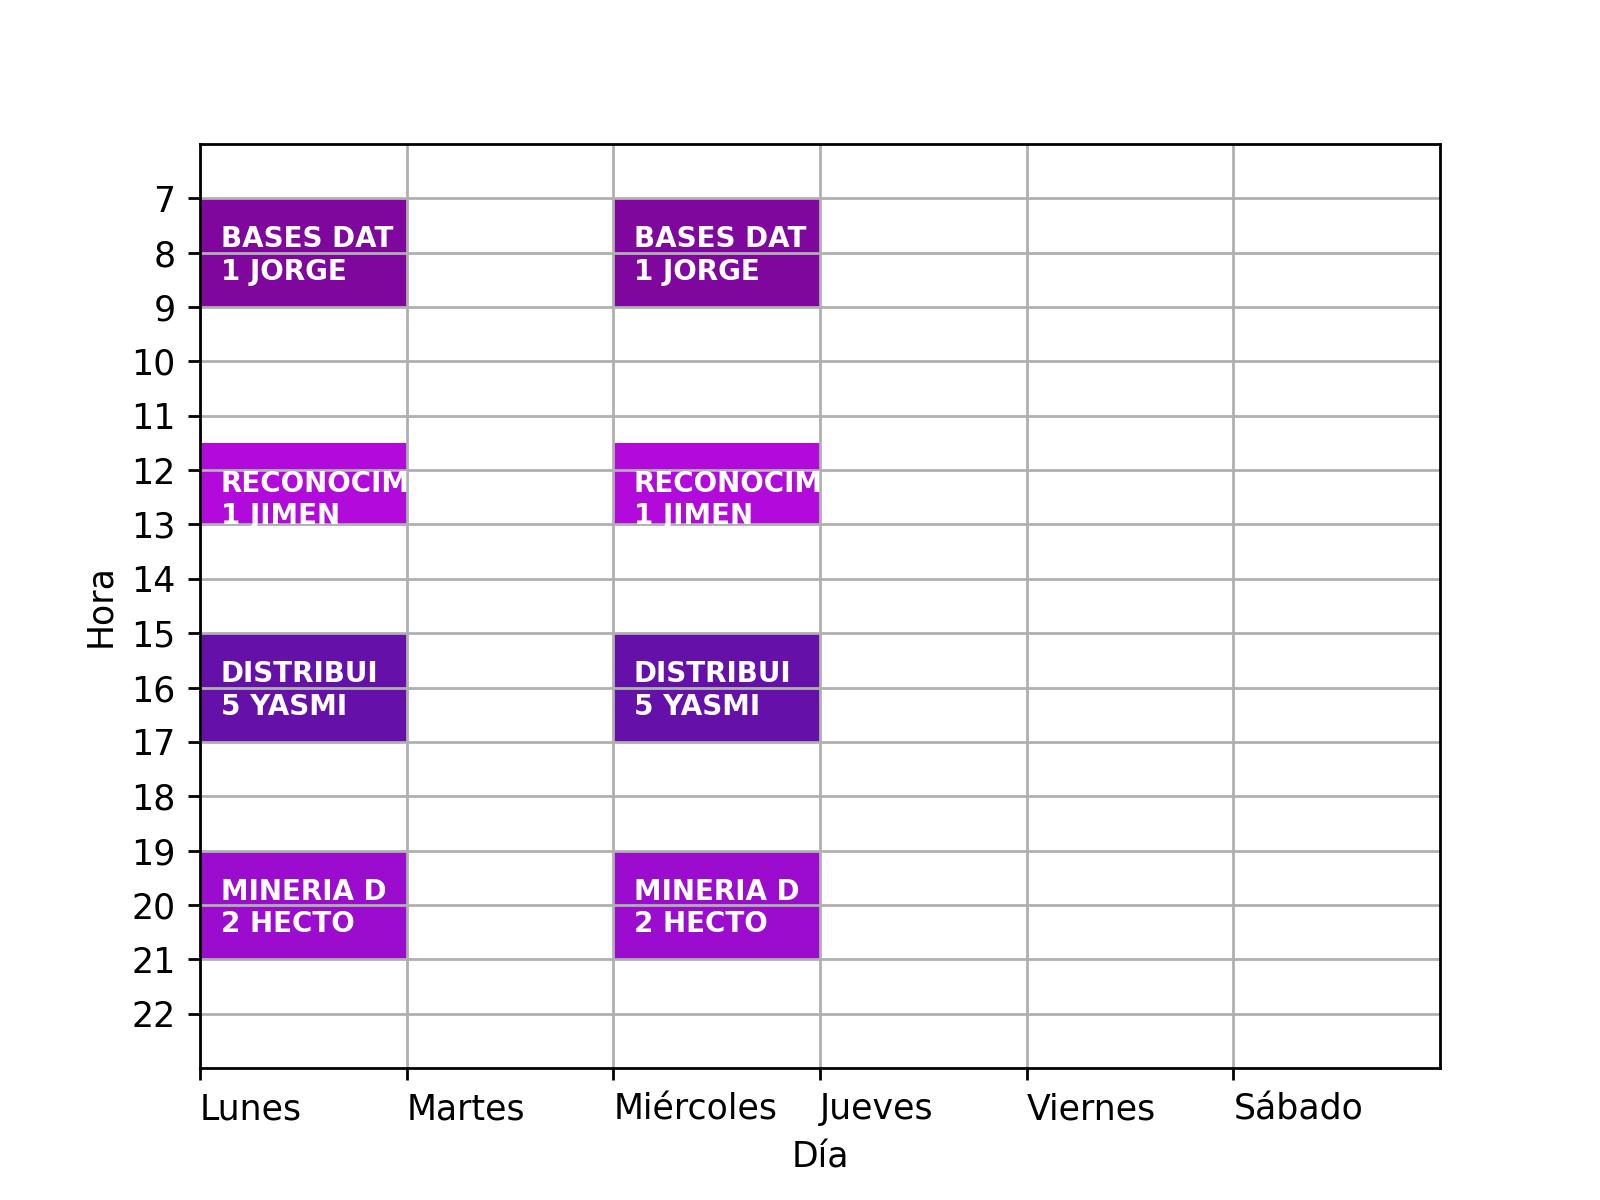 7
BASES DAT
BASES DAT
8
1 JORGE
1 JORGE
9
10
11
12
RECONOCIM
RECONOCIM
1 JIMEN
1 JIMEN
13
14
Hora
15
DISTRIBUI
DISTRIBUI
16
5 YASMI
5 YASMI
17
18
19
MINERIA D
MINERIA D
20
2 HECTO
2 HECTO
21
22
Lunes Martes Miércoles Jueves Viernes Sábado
Día